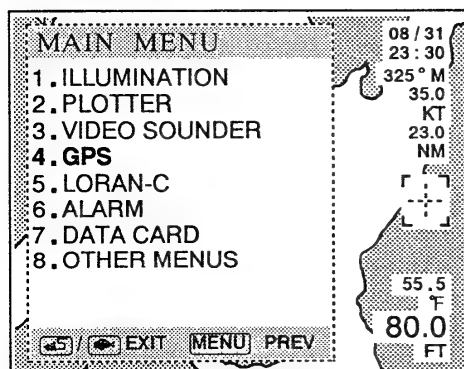 MAIN MENU
1.ILLUMINATION
2.PLOTTER
3.VIDEO SOUNDER
4.GPS
5.LORAN-C
6.ALARM
7.DATA CARD
8.OTHER MENUS
/ EXIT MENU PREV
08/31
23:30
325°M
35.0
KT
23.0
NM
55.5
°F
80.0
FT